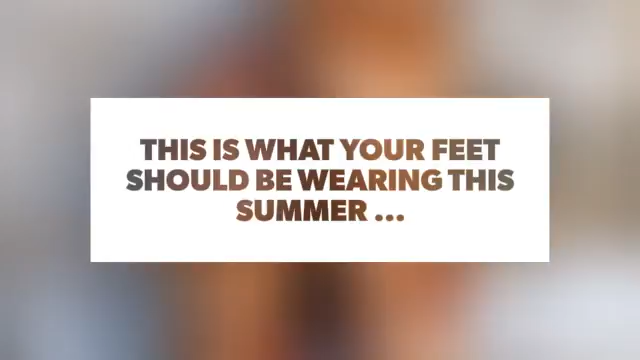 THIS IS WHAT YOUR FEET
SHOULD BE WEARING THIS
SUMMER ...